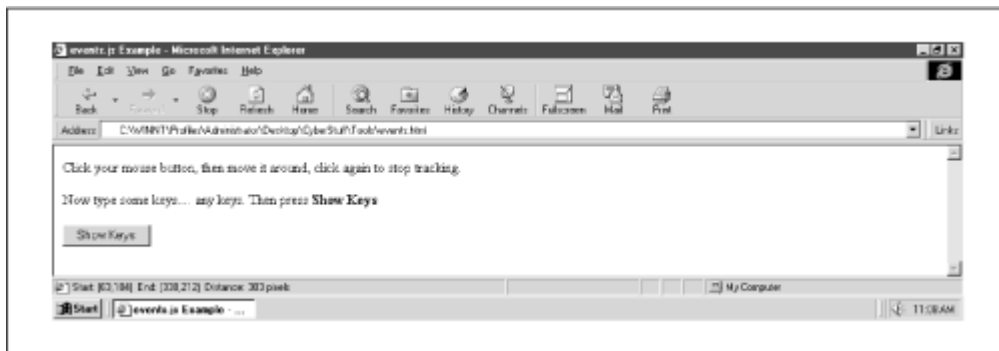 events.js Example - Microsoft Internet Explorer
File Edit View Go Favorites Help
Back Forward Stop Refresh Home Search Favorites History Channels Fullscreen Mail Print
Address C:\WINNT\Profiles\Administrator\Desktop\CyberStuff\Tools\events.html Links
Click your mouse button, then move it around, click again to stop tracking.
Now type some keys.... any keys. Then press Show Keys
Show Keys
Start: [63,184] End: [338,212] Distance: 303 pixels My Computer
Start events.js Example - ... 11:08 AM